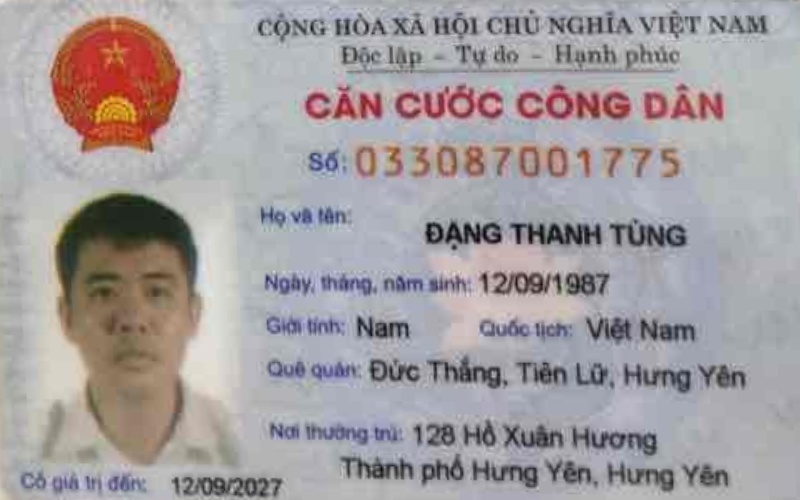 CỘNG HÒA XÃ HỘI CHỦ NGHĨA VIỆT NAM
Độc lập - Tự do - Hạnh phúc
CĂN CƯỚC CÔNG DÂN
Số: 033087001775
Họ và tên:
ĐẶNG THANH TÙNG
Ngày, tháng, năm sinh: 12/09/1987
Giới tính: Nam Quốc tịch: Việt Nam
Quê quán: Đức Thắng, Tiên Lữ, Hưng Yên
Nơi thường trú: 128 Hồ Xuân Hương
Thành phố Hưng Yên, Hưng Yên
Có giá trị đến: 12/09/2027